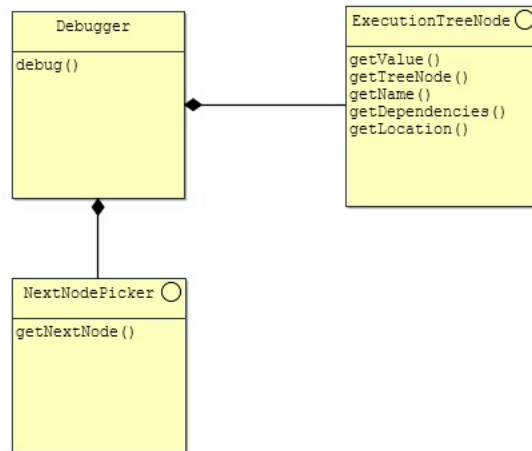 Debugger
debug()
ExecutionTreeNode
getValue()
getTreeNode()
getName()
getDependencies()
getLocation()
NextNodePicker
getNextNode()